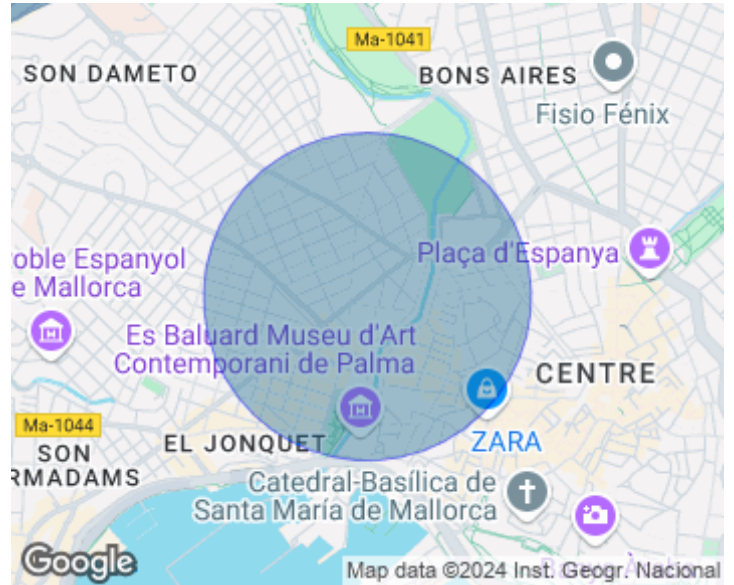 Ma-1041
SON DAMETO
BONS AIRES
Fisio Fénix
Plaça d'Espanya
oble Espanyol
e Mallorca
Es Baluard Museu d'Art
Contemporani de Palma
CENTRE
Ma-1044
SON
RMADAMS
EL JONQUET
ZARA
Catedral-Basílica de
Santa María de Mallorca
Google
Map data ©2024 Inst. Geogr. Nacional